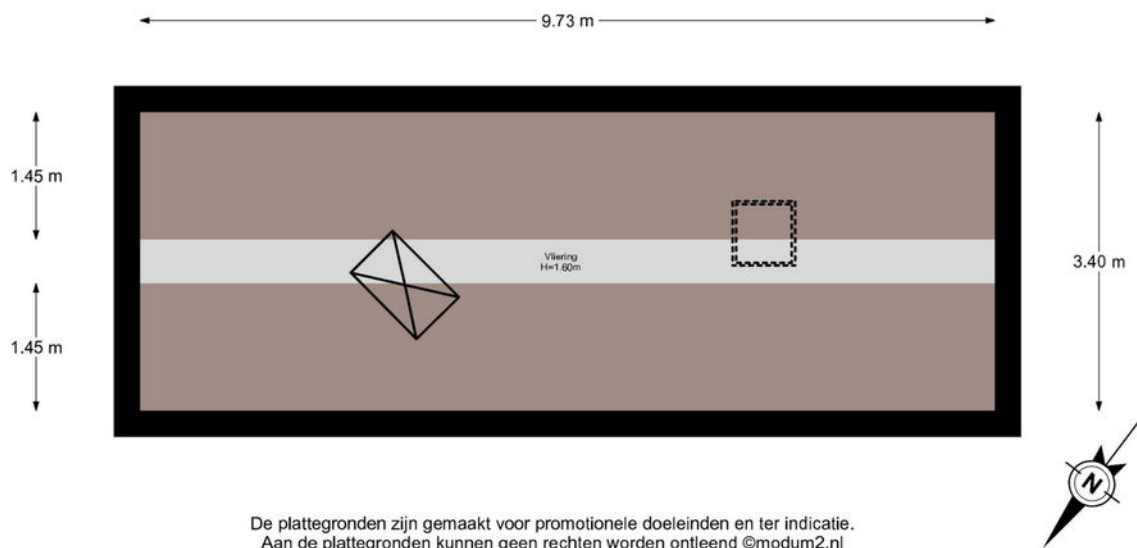 9.73 m
1.45 m
Vliering
H=1.60m
3.40 m
1.45 m
N
De plattegronden zijn gemaakt voor promotionele doeleinden en ter indicatie.
Aan de plattegronden kunnen geen rechten worden ontleend ©modum2.nl